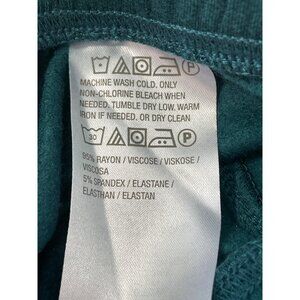 MACHINE WASH COLD. ONLY
NON-CHLORINE BLEACH WHEN
NEEDED. TUMBLE DRY LOW. WARM
IRON IF NEEDED. OR DRY CLEAN
30 P
95% RAYON / VISCOSE / VISKOSE /
VISCOSA
5% SPANDEX / ELASTANE /
ELASTHAN / ELASTAN